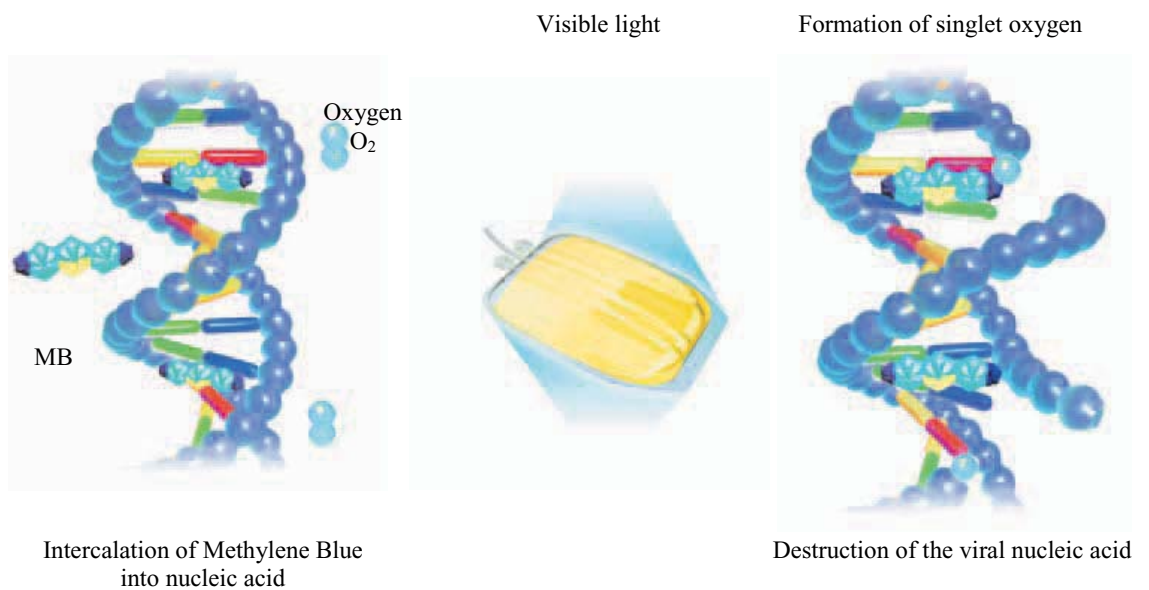 Visible light
Formation of singlet oxygen
Oxygen
O₂
MB
Intercalation of Methylene Blue
into nucleic acid
Destruction of the viral nucleic acid